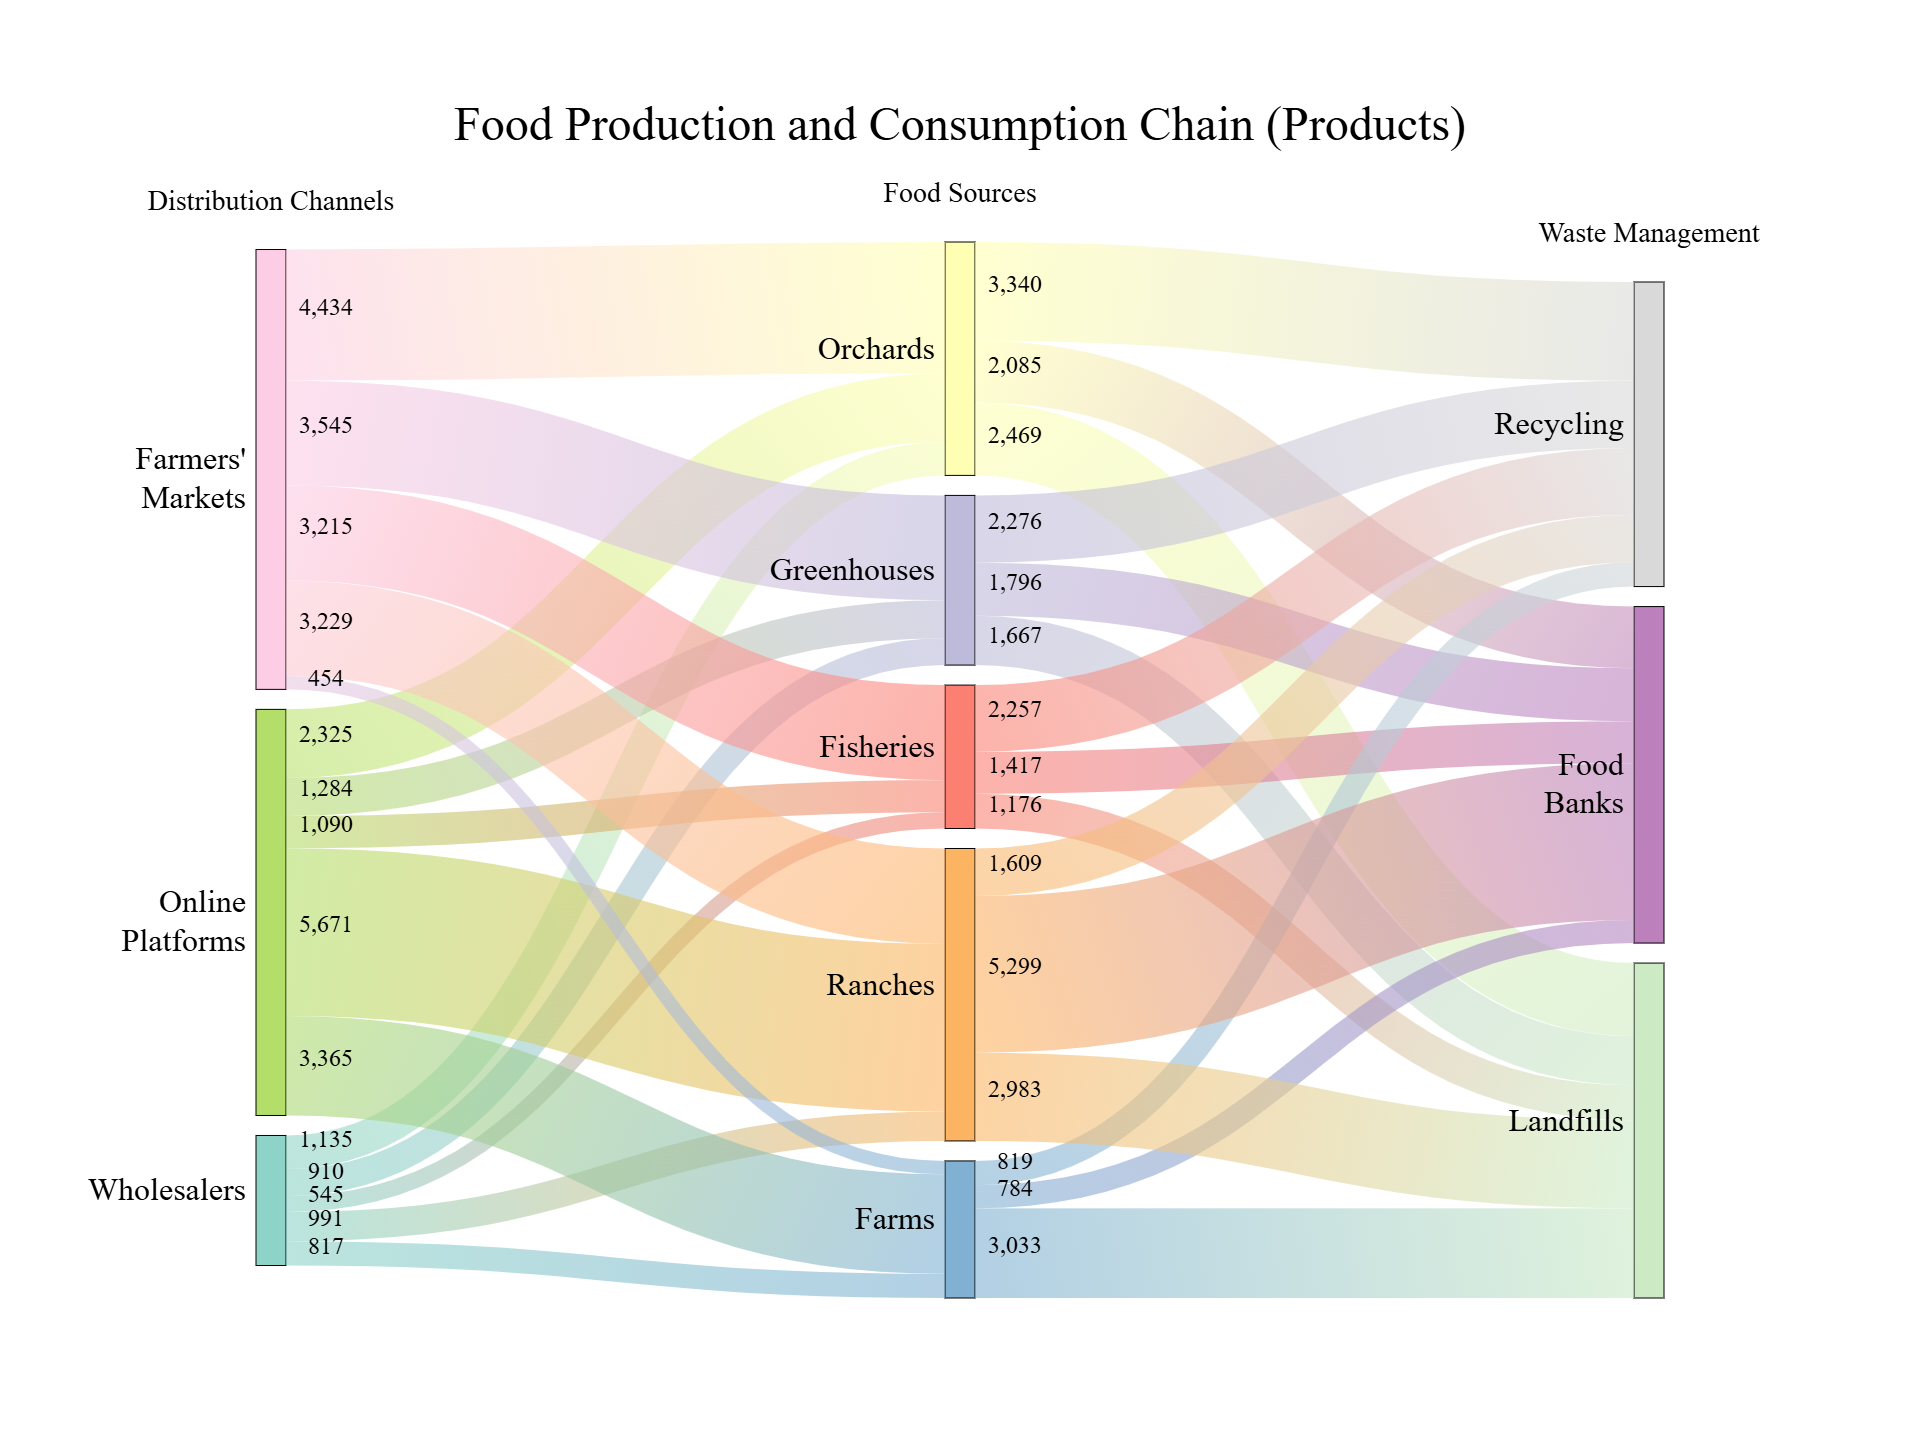 Food Production and Consumption Chain (Products)
Distribution Channels
Food Sources
Waste Management
Farmers'
Markets
4,434
3,545
3,215
3,229
454
Online
Platforms
2,325
1,284
1,090
5,671
3,365
Wholesalers
1,135
910
545
991
817
Orchards
3,340
2,085
2,469
Greenhouses
2,276
1,796
1,667
Fisheries
2,257
1,417
1,176
Ranches
1,609
5,299
2,983
Farms
819
784
3,033
Recycling
Food
Banks
Landfills